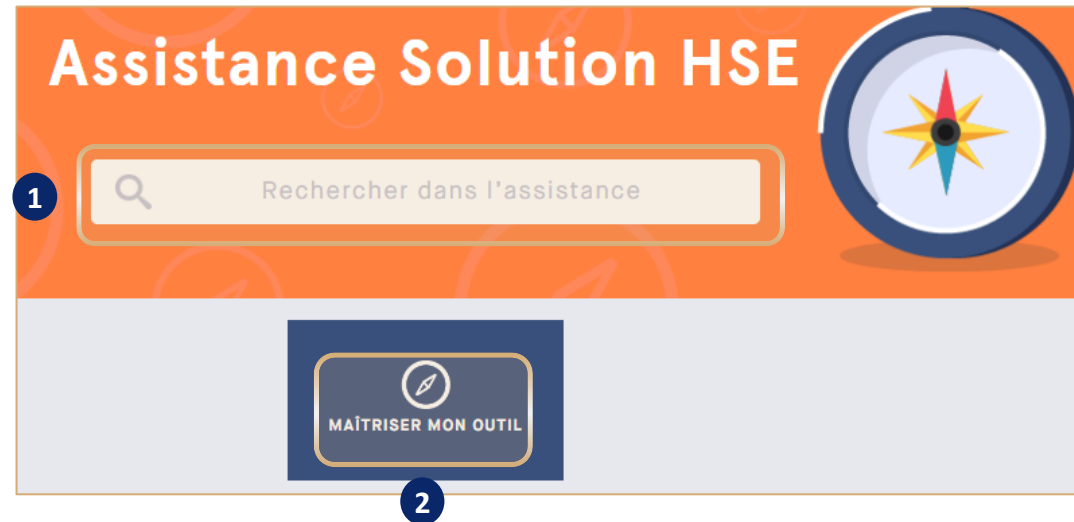 Assistance Solution HSE
1
Rechercher dans l'assistance
MAÎTRISER MON OUTIL
2